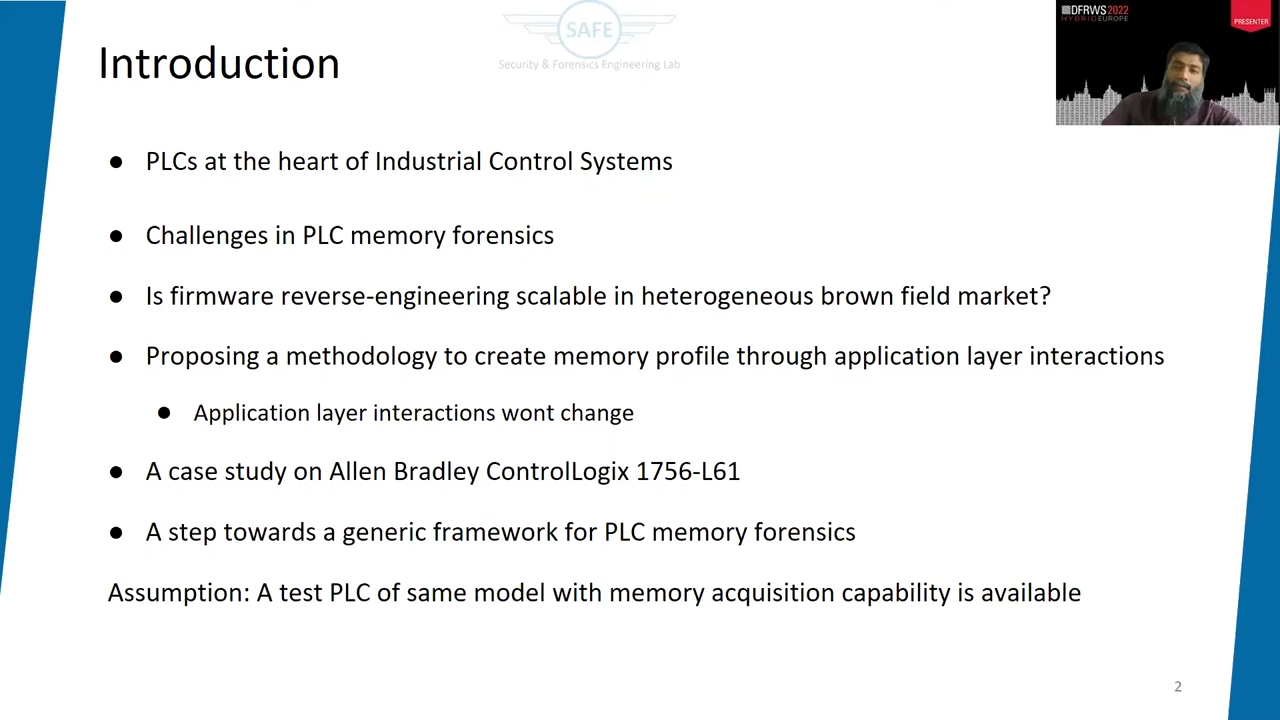 SAFE
Security & Forensics Engineering Lab
DFRWS2022
HYBRID EUROPE
PRESENTER
Introduction
● PLCs at the heart of Industrial Control Systems
● Challenges in PLC memory forensics
● Is firmware reverse-engineering scalable in heterogeneous brown field market?
● Proposing a methodology to create memory profile through application layer interactions
● Application layer interactions wont change
● A case study on Allen Bradley ControlLogix 1756-L61
● A step towards a generic framework for PLC memory forensics
Assumption: A test PLC of same model with memory acquisition capability is available
2